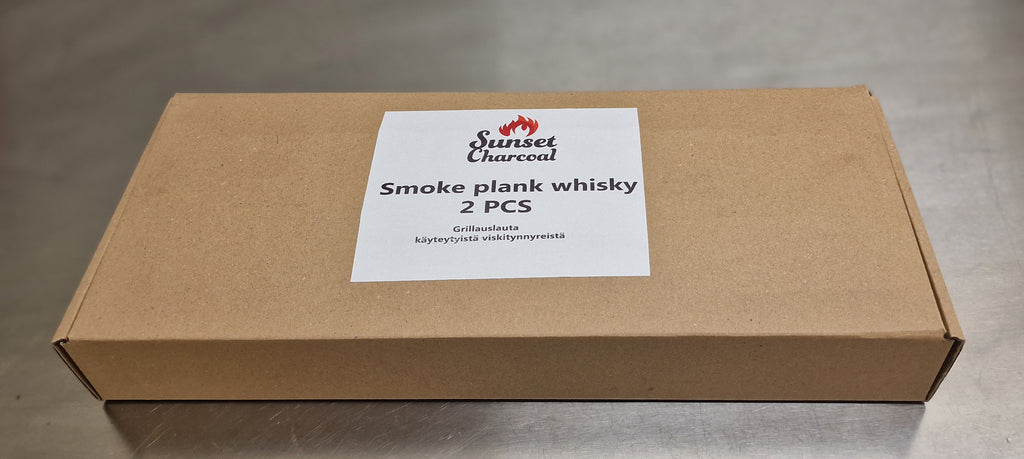 Sunset
Charcoal
Smoke plank whisky
2 PCS
Grillauslauta
käyteytyistä viskitynnyreistä